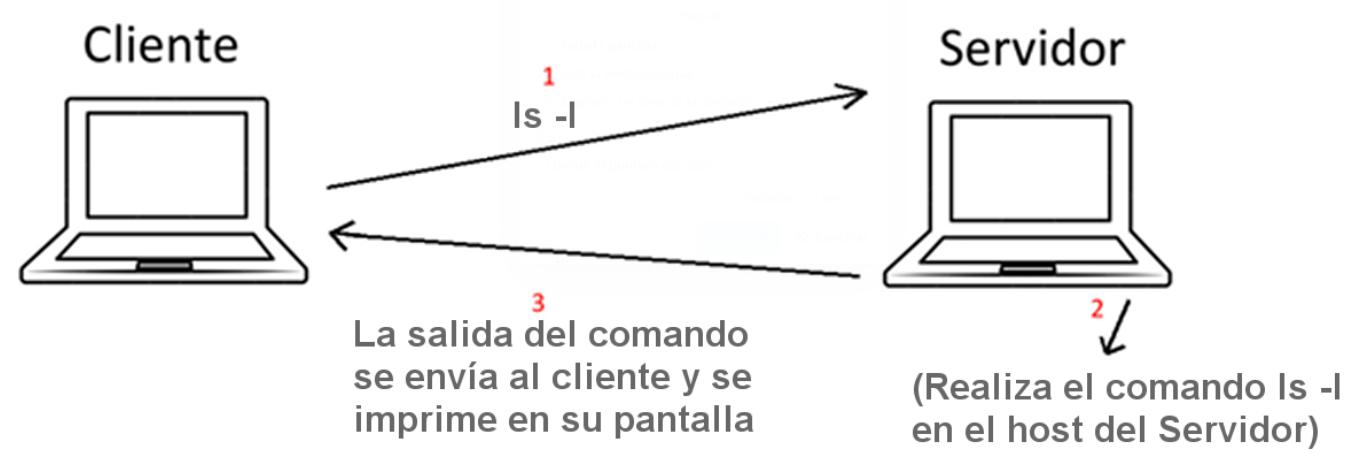 Cliente
Servidor
1
ls -l
3
La salida del comando
se envía al cliente y se
imprime en su pantalla
2
(Realiza el comando ls -l
en el host del Servidor)